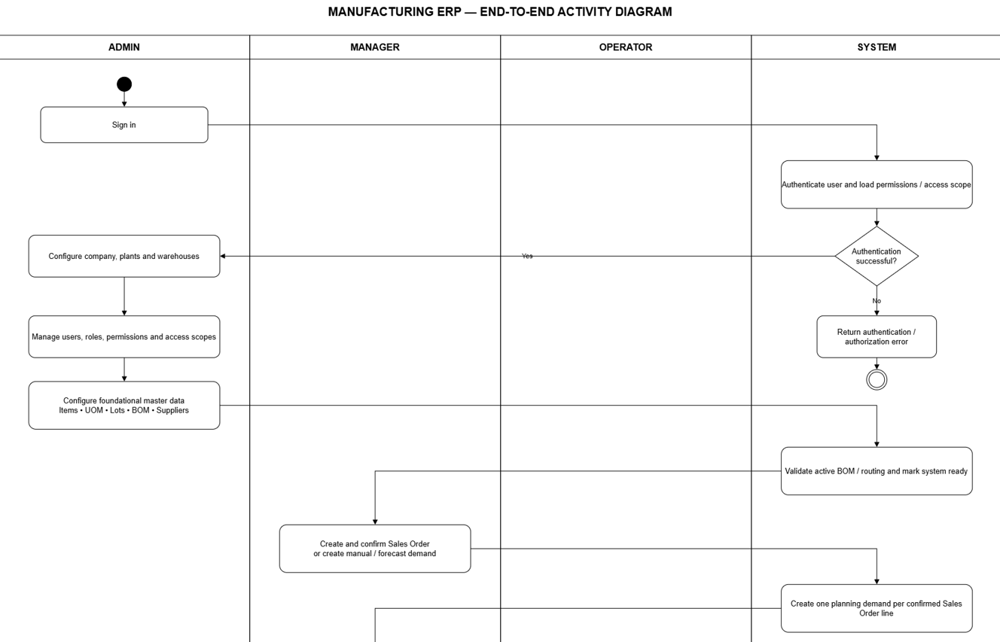 MANUFACTURING ERP — END-TO-END ACTIVITY DIAGRAM
ADMIN
MANAGER
OPERATOR
SYSTEM
Sign in
Authenticate user and load permissions / access scope
Authentication
successful?
Yes
Configure company, plants and warehouses
No
Manage users, roles, permissions and access scopes
Return authentication /
authorization error
Configure foundational master data
Items • UOM • Lots • BOM • Suppliers
Validate active BOM / routing and mark system ready
Create and confirm Sales Order
or create manual / forecast demand
Create one planning demand per confirmed Sales
Order line